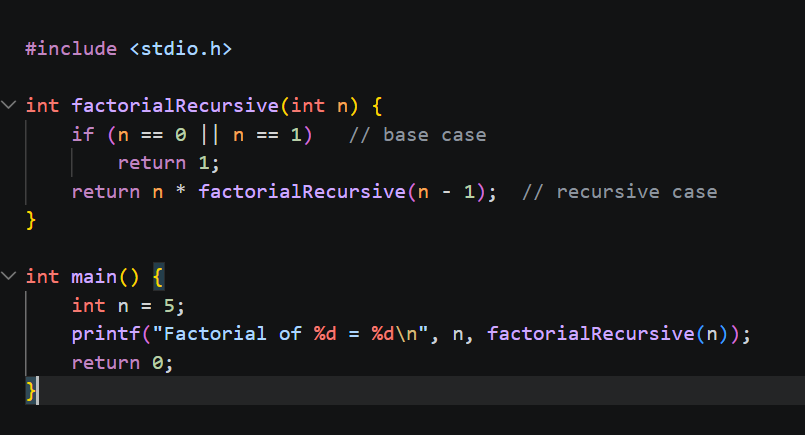 #include <stdio.h>

int factorialRecursive(int n) {
    if (n == 0 || n == 1)   // base case
        return 1;
    return n * factorialRecursive(n - 1);  // recursive case
}

int main() {
    int n = 5;
    printf("Factorial of %d = %d\n", n, factorialRecursive(n));
    return 0;
}